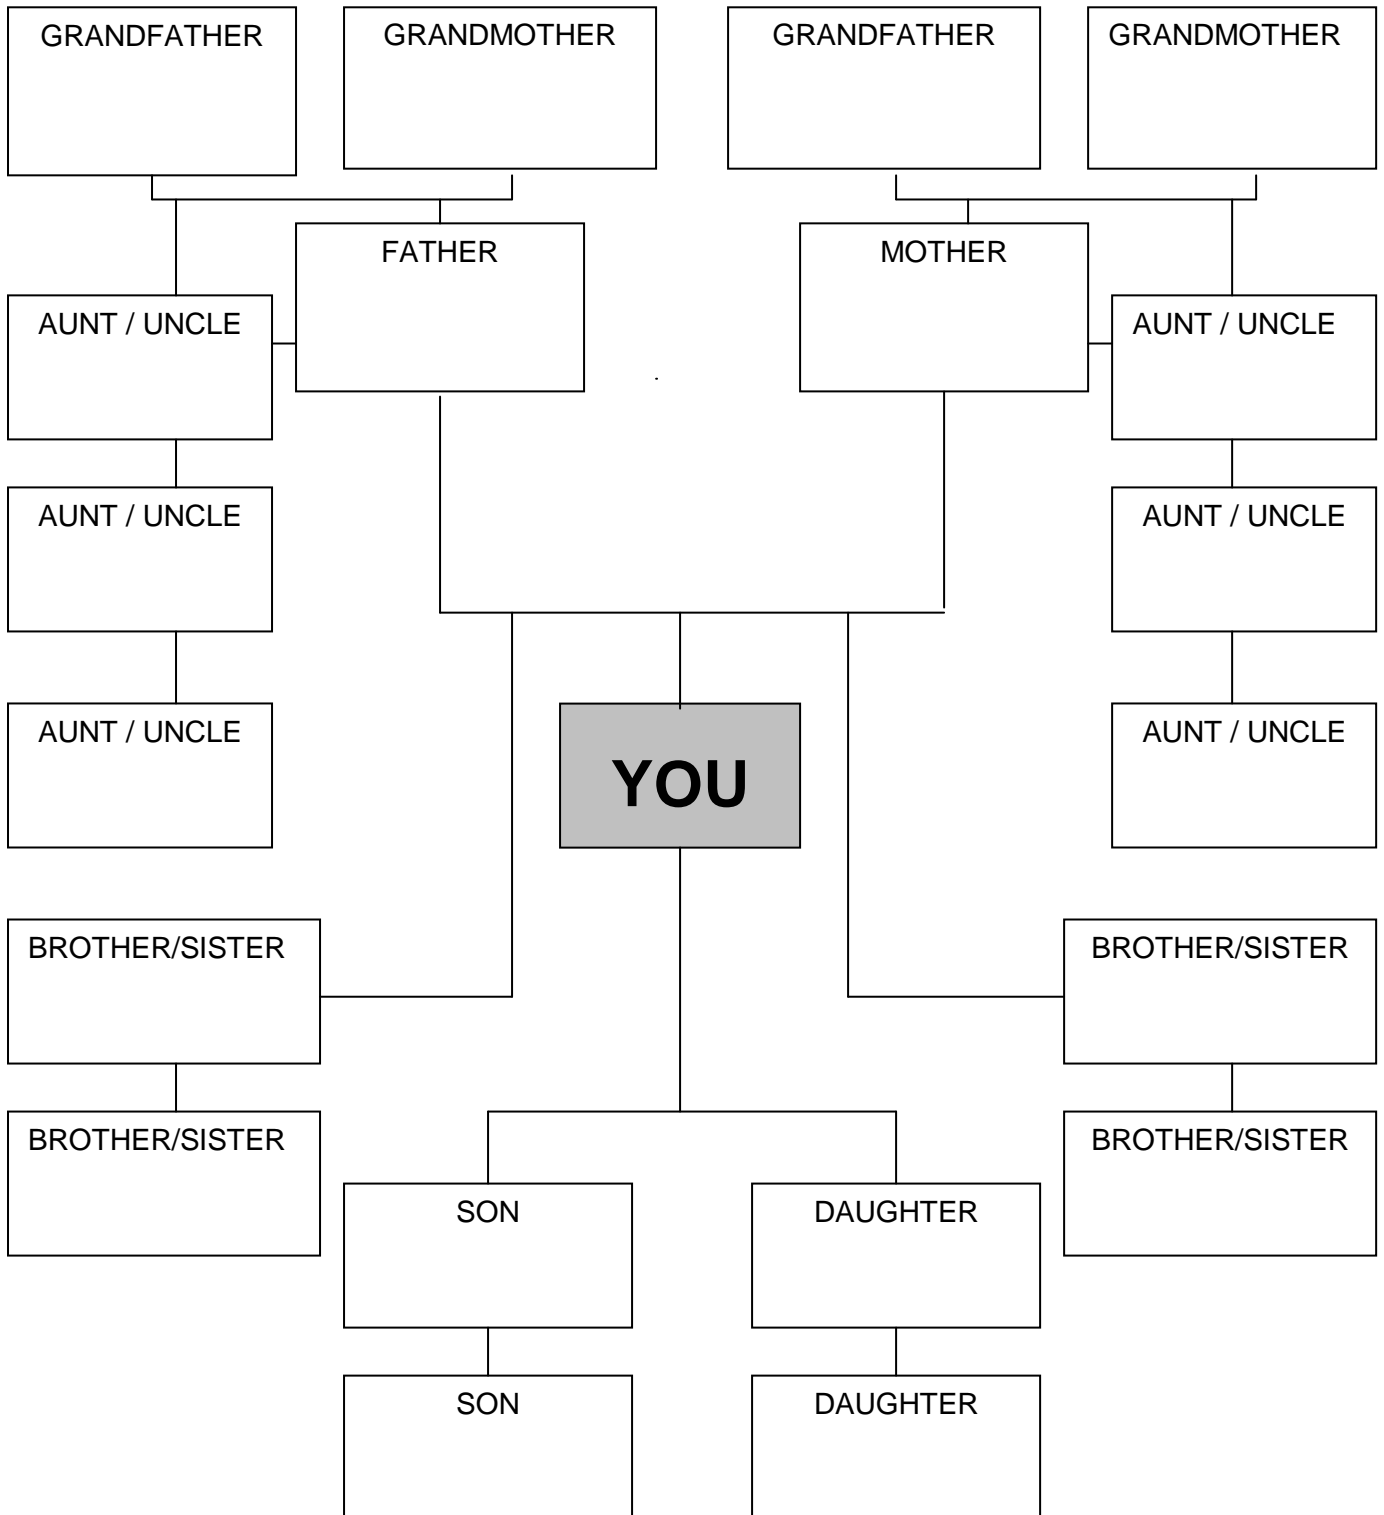 GRANDFATHER
GRANDMOTHER
GRANDFATHER
GRANDMOTHER
FATHER
MOTHER
AUNT / UNCLE
AUNT / UNCLE
AUNT / UNCLE
AUNT / UNCLE
AUNT / UNCLE
AUNT / UNCLE
YOU
BROTHER/SISTER
BROTHER/SISTER
BROTHER/SISTER
BROTHER/SISTER
SON
DAUGHTER
SON
DAUGHTER